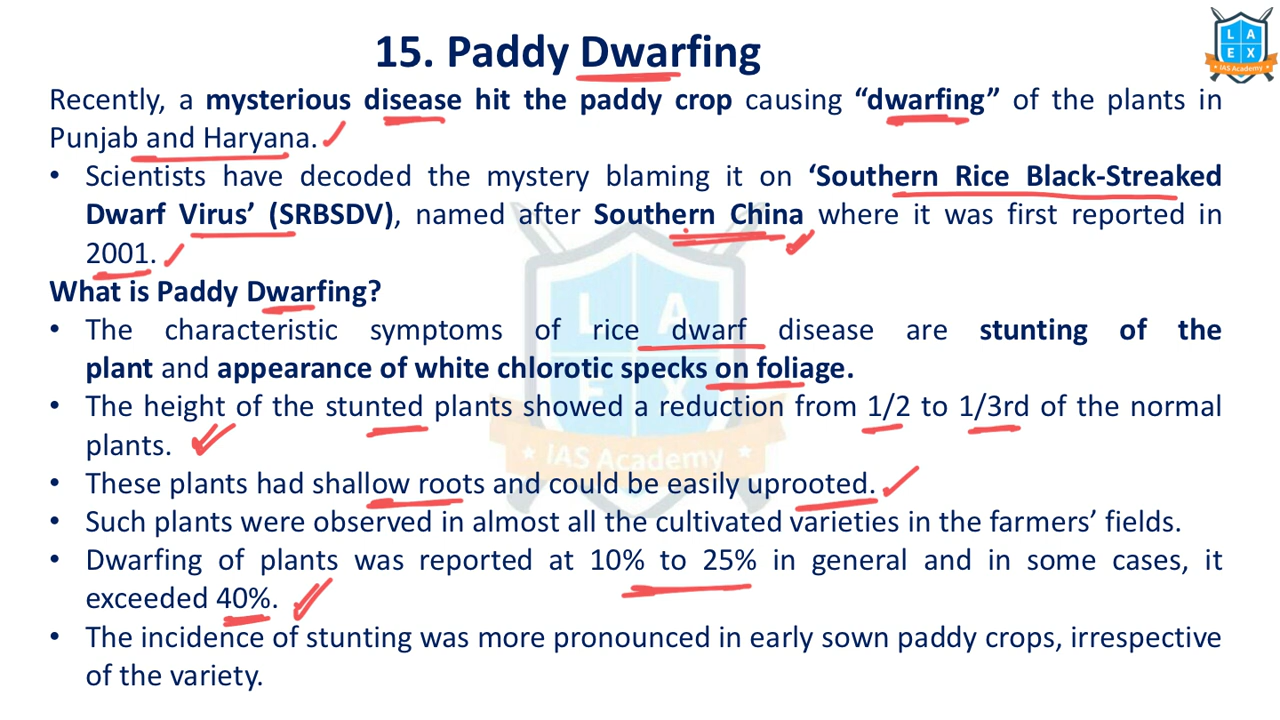 15. Paddy Dwarfing
L A
E X
IAS Academy
Recently, a mysterious disease hit the paddy crop causing “dwarfing” of the plants in
Punjab and Haryana.
• Scientists have decoded the mystery blaming it on ‘Southern Rice Black-Streaked
Dwarf Virus’ (SRBSDV), named after Southern China where it was first reported in
2001.
What is Paddy Dwarfing?
• The characteristic symptoms of rice dwarf disease are stunting of the
plant and appearance of white chlorotic specks on foliage.
• The height of the stunted plants showed a reduction from 1/2 to 1/3rd of the normal
plants.
• These plants had shallow roots and could be easily uprooted.
• Such plants were observed in almost all the cultivated varieties in the farmers’ fields.
• Dwarfing of plants was reported at 10% to 25% in general and in some cases, it
exceeded 40%.
• The incidence of stunting was more pronounced in early sown paddy crops, irrespective
of the variety.
L A
E X
IAS Academy